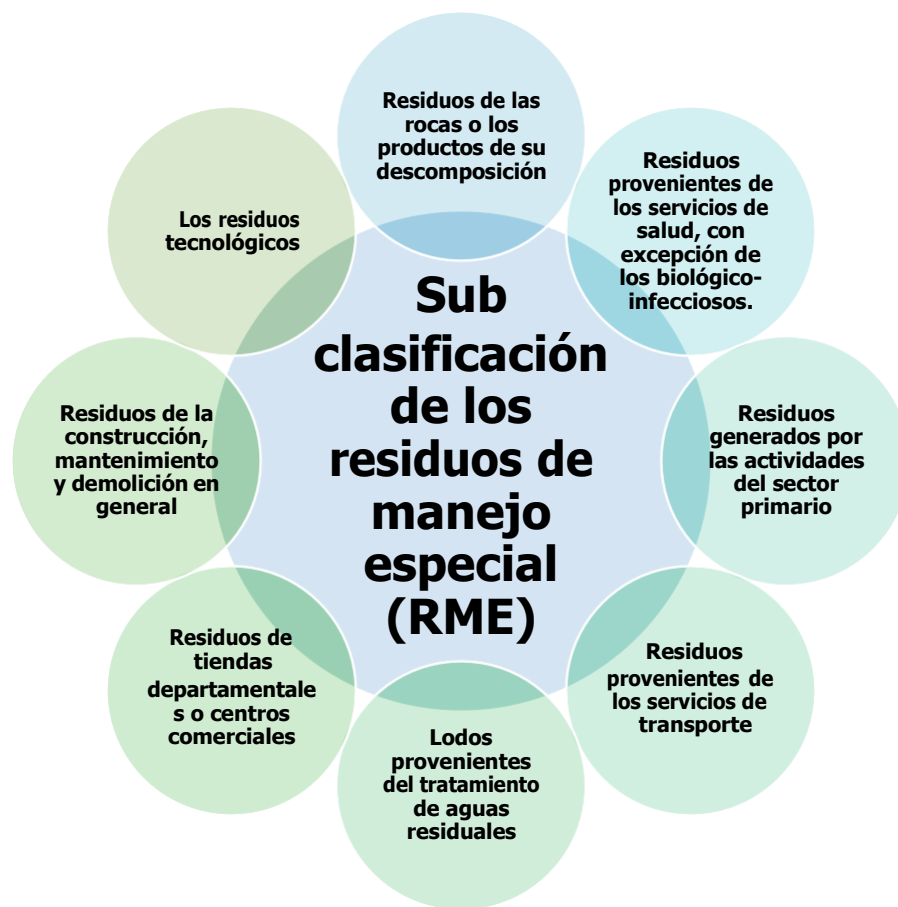 Sub
clasificación
de los
residuos de
manejo
especial
(RME)
Residuos de las
rocas o los
productos de su
descomposición
Residuos
provenientes de
los servicios de
salud, con
excepción de
los biológico-
infecciosos.
Residuos
generados por
las actividades
del sector
primario
Residuos
provenientes de
los servicios de
transporte
Lodos
provenientes
del tratamiento
de aguas
residuales
Residuos de
tiendas
departamentale
s o centros
comerciales
Residuos de la
construcción,
mantenimiento
y demolición en
general
Los residuos
tecnológicos